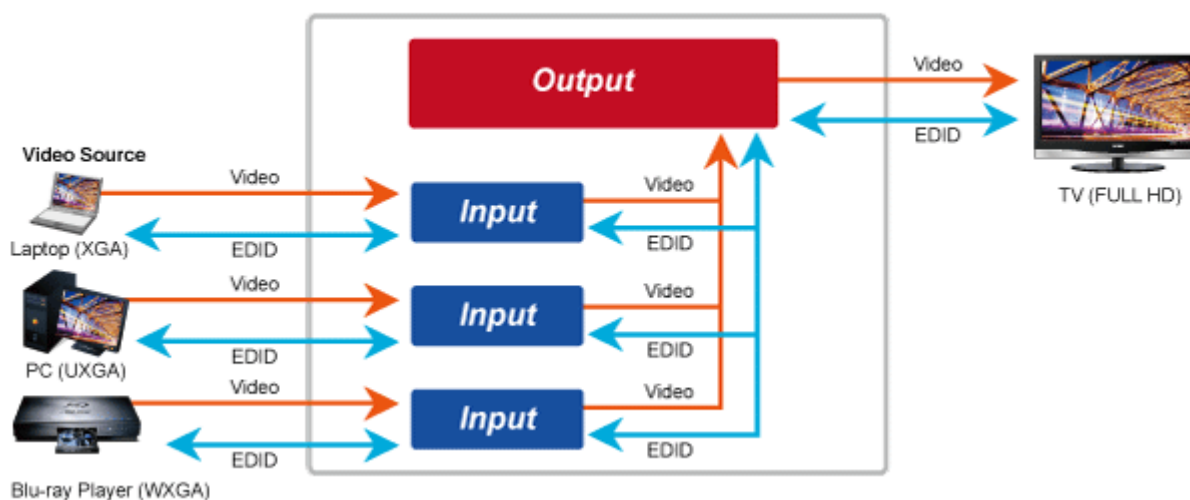 Output
Video
EDID
TV (FULL HD)
Video Source
Video
Input
Video
EDID
EDID
Laptop (XGA)
Video
Input
Video
EDID
EDID
PC (UXGA)
Video
Input
Video
EDID
EDID
Blu-ray Player (WXGA)